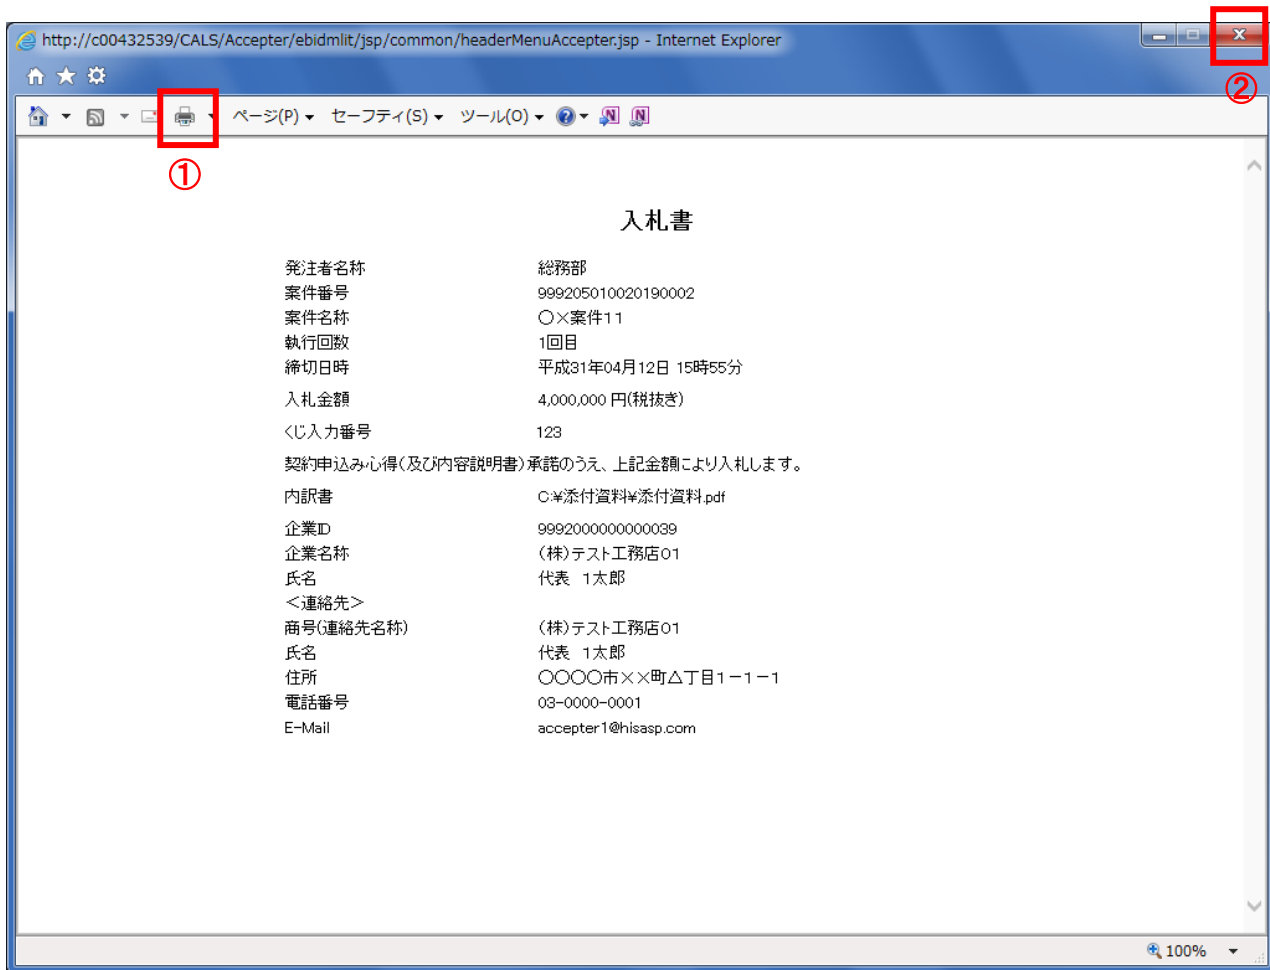 http://c00432539/CALS/Accepter/ebidmlit/jsp/common/headerMenuAccepter.jsp - Internet Explorer
②
ページ(P) セーフティ(S) ツール(O)
①
入札書
発注者名称 総務部
案件番号 999205010020190002
案件名称 〇×案件11
執行回数 1回目
締切日時 平成31年04月12日 15時55分
入札金額 4,000,000 円(税抜き)
くじ入力番号 123
契約申込み心得(及び内容説明書)承諾のうえ、上記金額により入札します。
内訳書 C:¥添付資料¥添付資料.pdf
企業ID 9992000000000039
企業名称 (株)テスト工務店01
氏名 代表 1太郎
<連絡先>
商号(連絡先名称) (株)テスト工務店01
氏名 代表 1太郎
住所 〇〇〇〇市××町△丁目1-1-1
電話番号 03-0000-0001
E-Mail accepter1@hisasp.com
100%